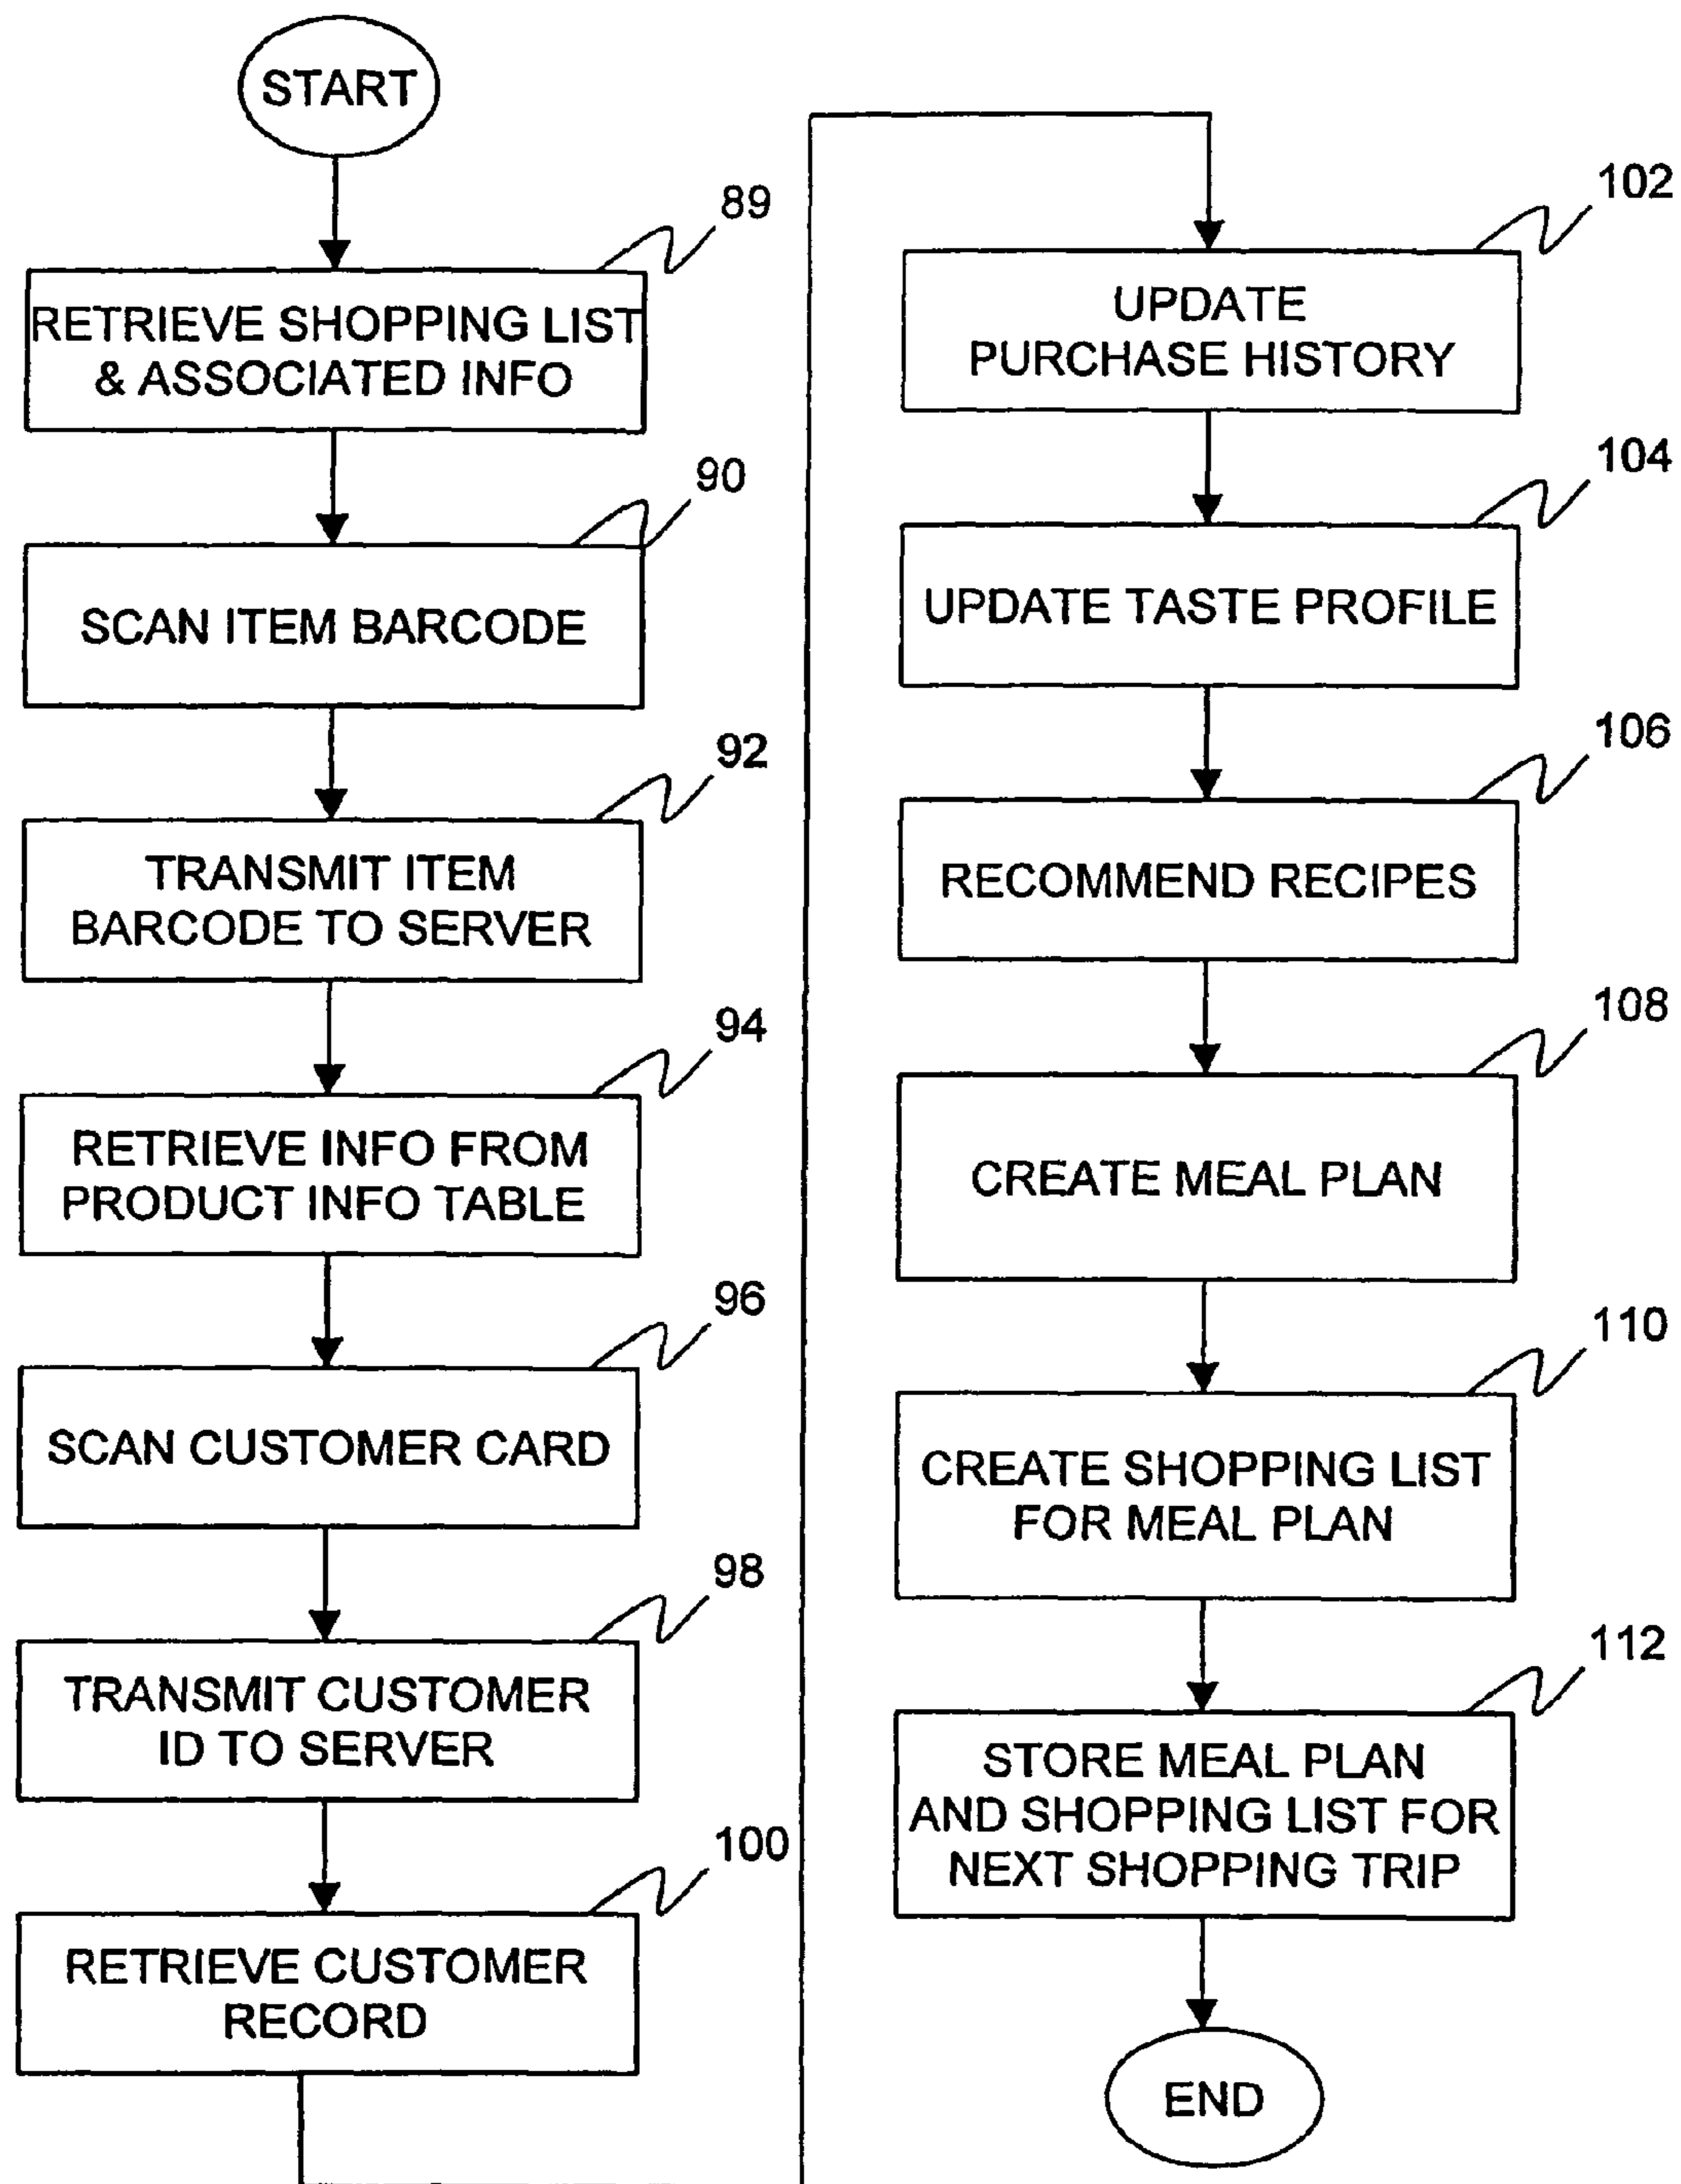 START
89
RETRIEVE SHOPPING LIST
& ASSOCIATED INFO
90
SCAN ITEM BARCODE
92
TRANSMIT ITEM
BARCODE TO SERVER
94
RETRIEVE INFO FROM
PRODUCT INFO TABLE
96
SCAN CUSTOMER CARD
98
TRANSMIT CUSTOMER
ID TO SERVER
100
RETRIEVE CUSTOMER
RECORD
102
UPDATE
PURCHASE HISTORY
104
UPDATE TASTE PROFILE
106
RECOMMEND RECIPES
108
CREATE MEAL PLAN
110
CREATE SHOPPING LIST
FOR MEAL PLAN
112
STORE MEAL PLAN
AND SHOPPING LIST FOR
NEXT SHOPPING TRIP
END